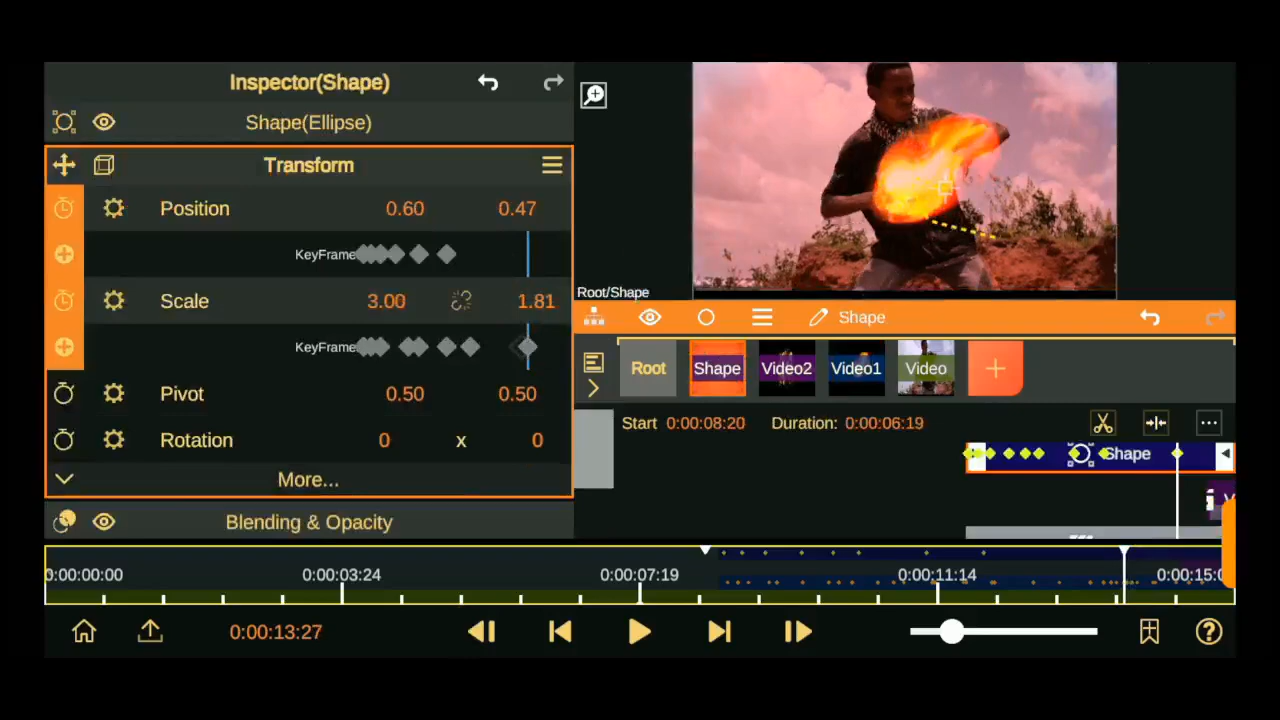 Inspector(Shape)
Shape(Ellipse)
Transform
Position 0.60 0.47
KeyFrame
Scale 3.00 1.81
KeyFrame
Pivot 0.50 0.50
Rotation 0 x 0
More...
Blending & Opacity
Root/Shape
Shape
Root Shape Video2 Video1 Video
Start 0:00:08:20 Duration: 0:00:06:19
Shape
0:00:00:00 0:00:03:24 0:00:07:19 0:00:11:14 0:00:15:0
0:00:13:27